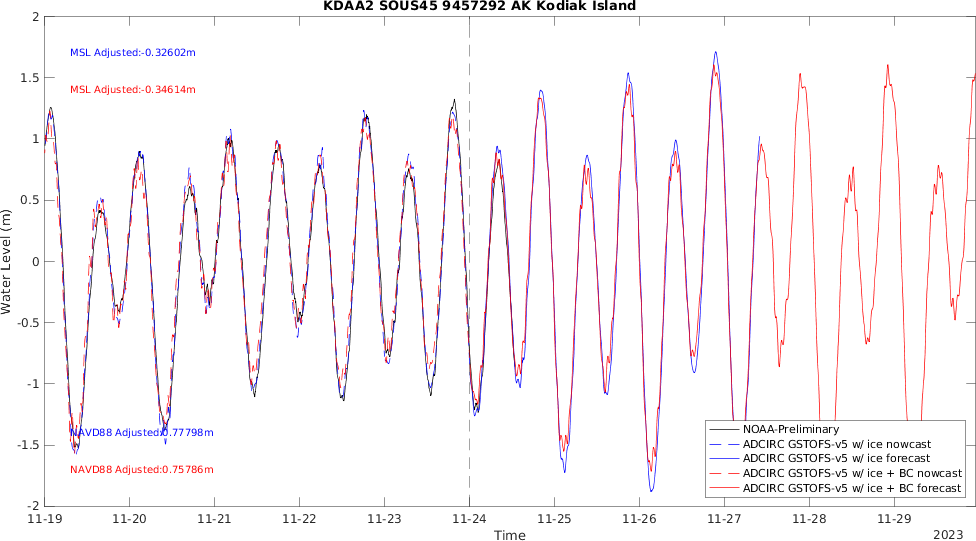 KDAA2 SOUS45 9457292 AK Kodiak Island
2
1.5
1
0.5
0
-0.5
-1
-1.5
-2
Water Level (m)
MSL Adjusted:-0.32602m
MSL Adjusted:-0.34614m
NAVD88 Adjusted:0.77798m
NAVD88 Adjusted:0.75786m
NOAA-Preliminary
ADCIRC GSTOFS-v5 w/ ice nowcast
ADCIRC GSTOFS-v5 w/ ice forecast
ADCIRC GSTOFS-v5 w/ ice + BC nowcast
ADCIRC GSTOFS-v5 w/ ice + BC forecast
11-19 11-20 11-21 11-22 11-23 11-24 11-25 11-26 11-27 11-28 11-29
Time
2023